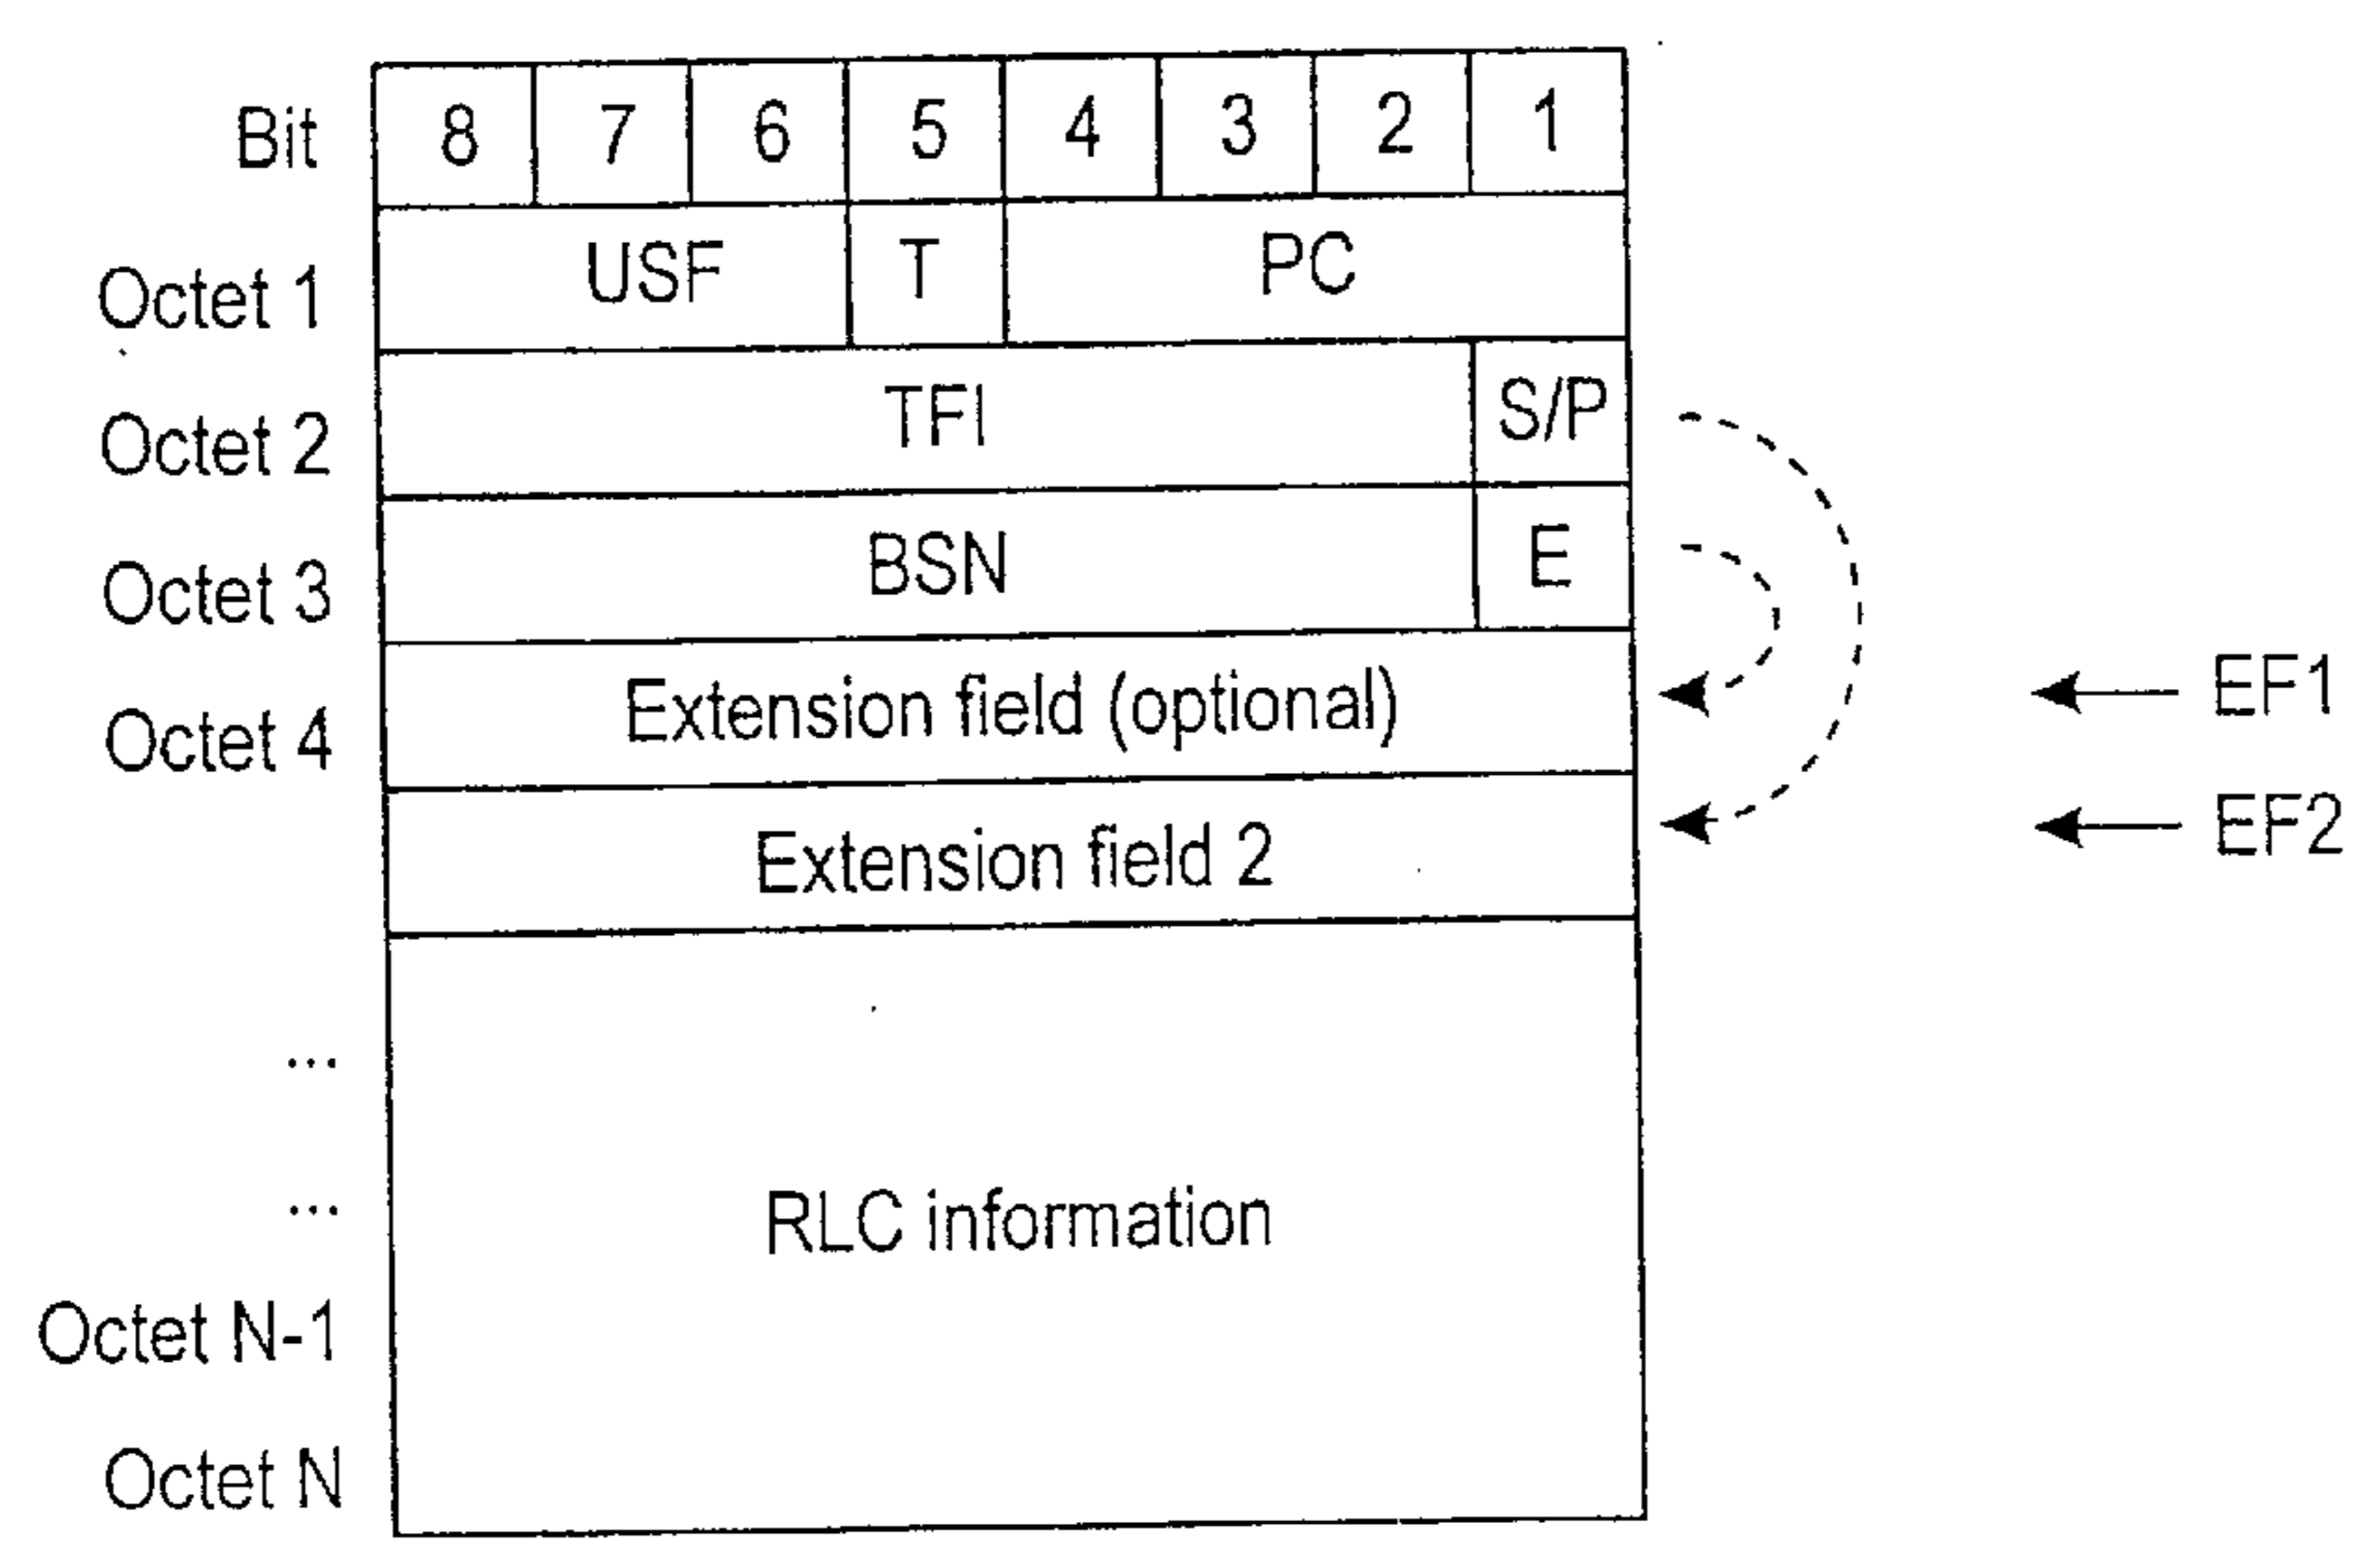 Bit 8 7 6 5 4 3 2 1
Octet 1 USF T PC
Octet 2 TFI S/P
Octet 3 BSN E
Octet 4 Extension field (optional) EF1
Extension field 2 EF2
...
... RLC information
Octet N-1
Octet N